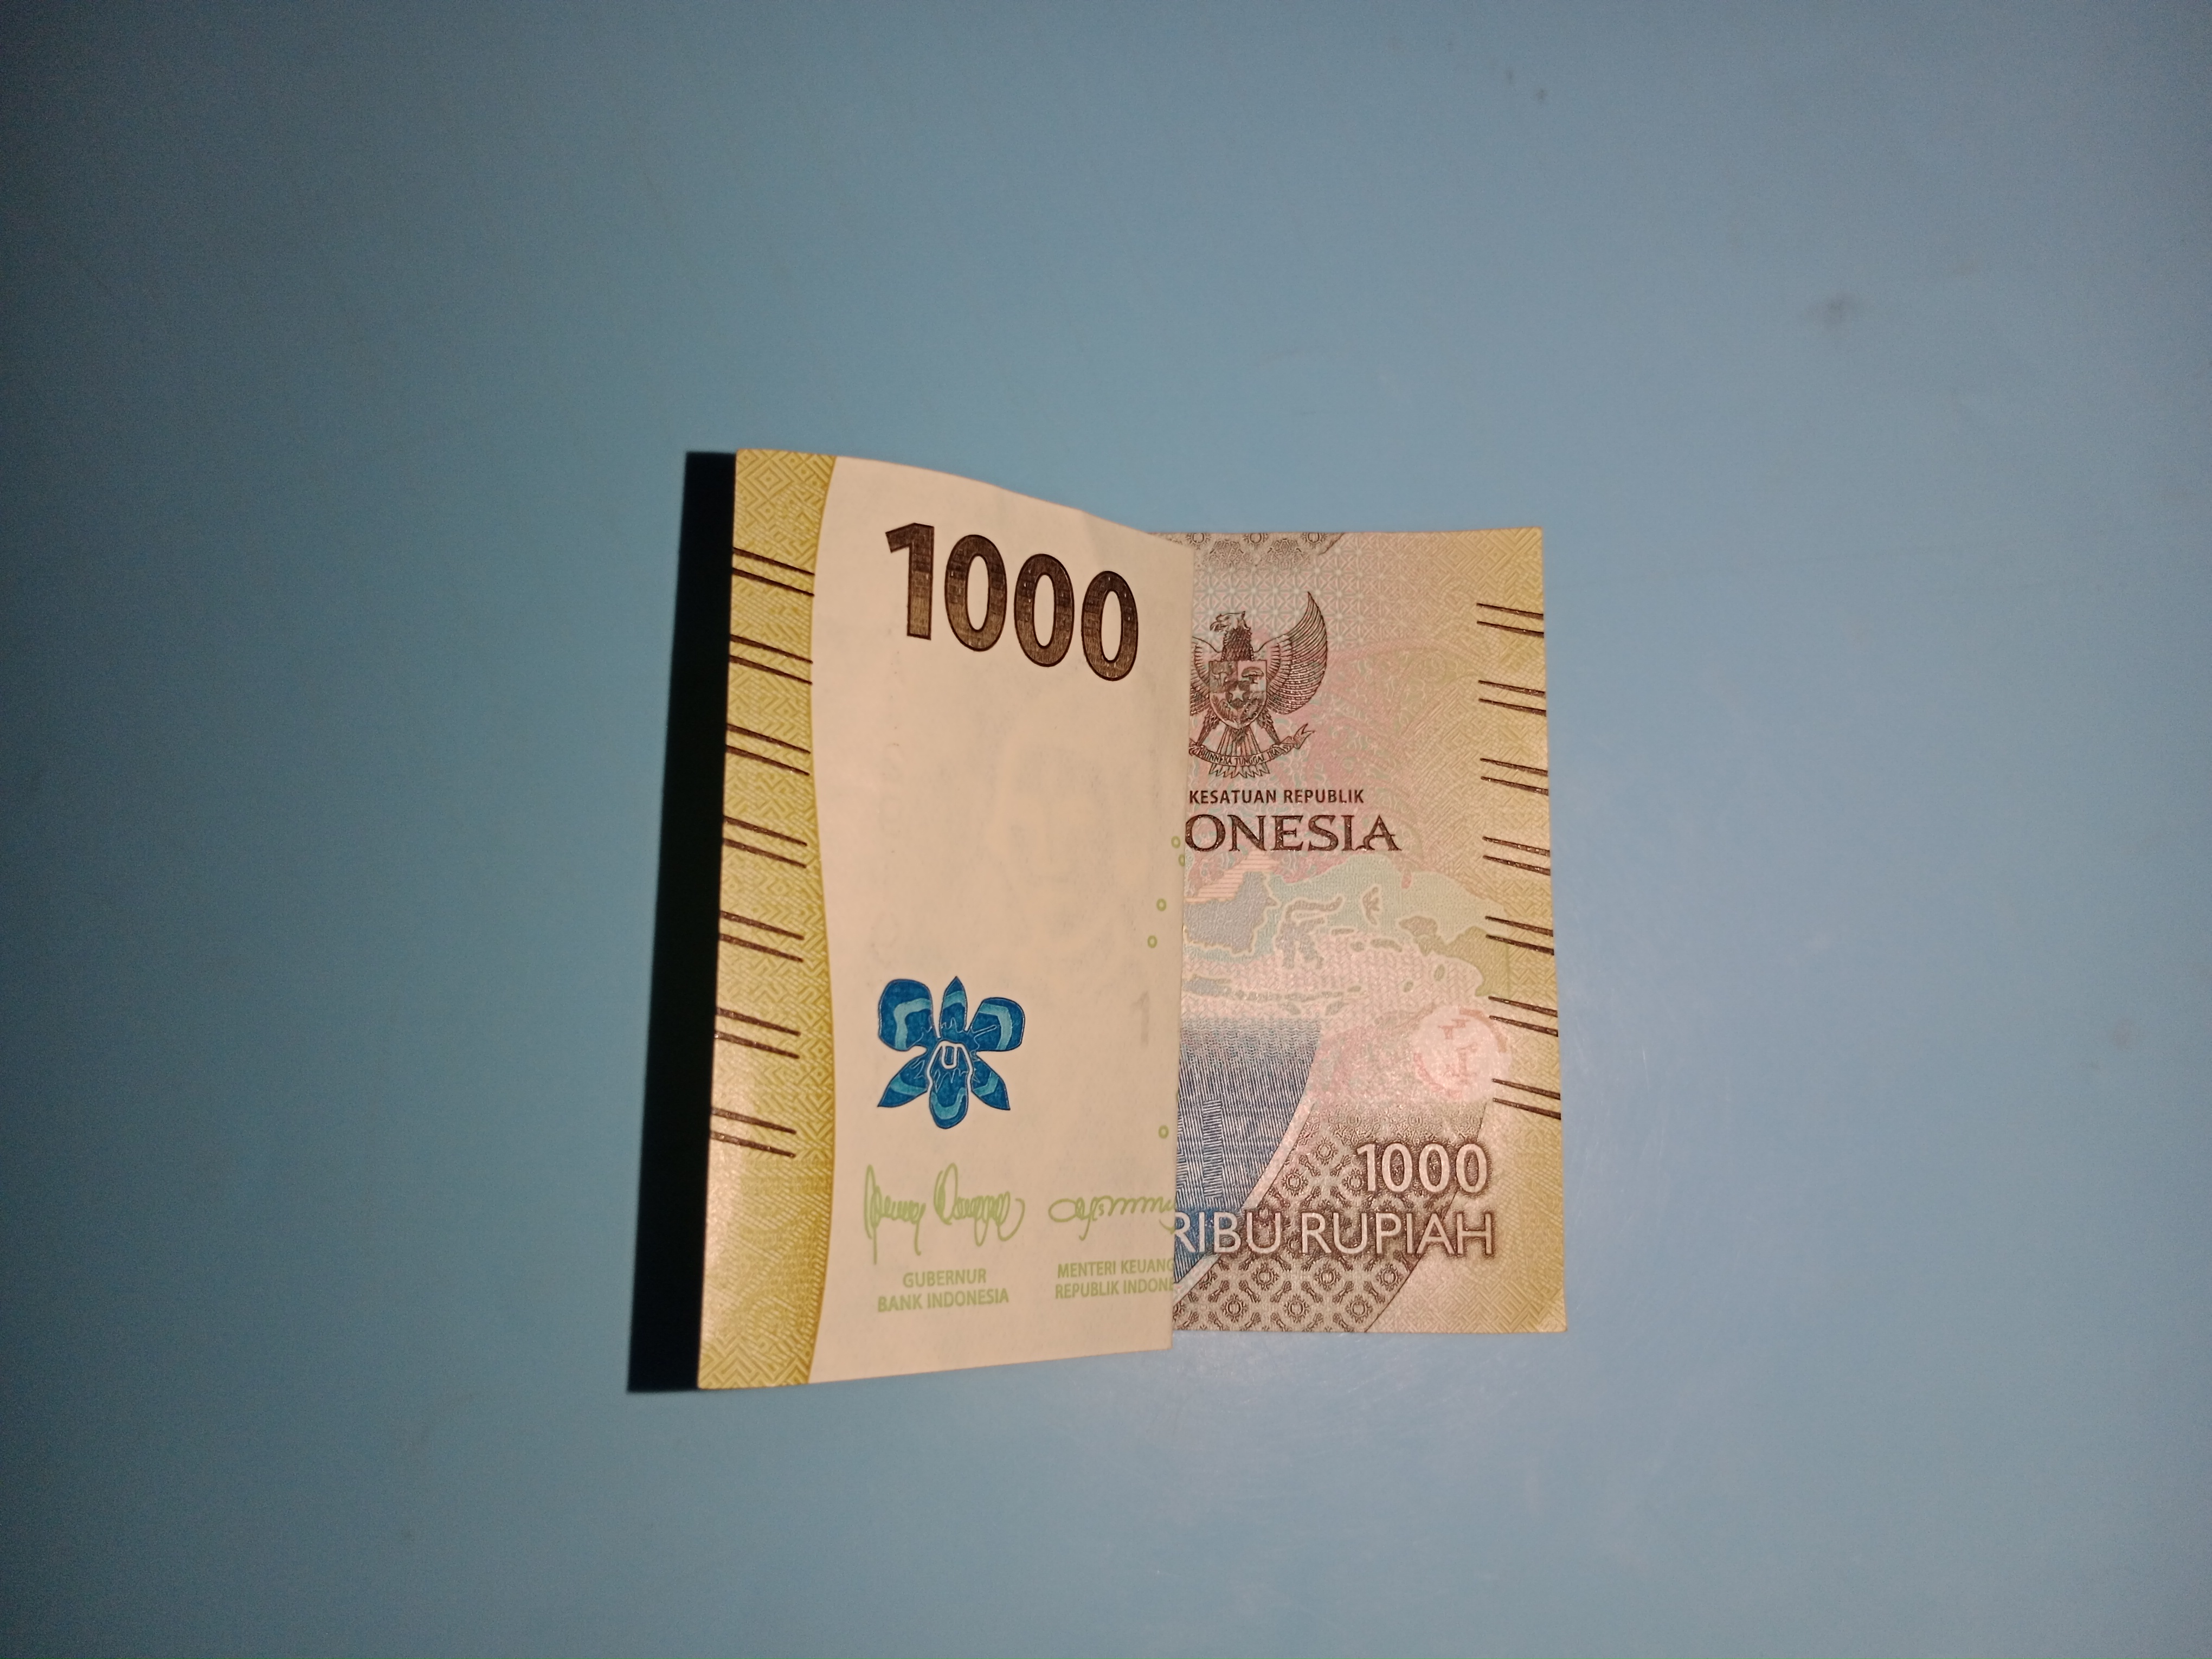 1000
KESATUAN REPUBLIK
ONESIA
1000
RIBU RUPIAH
GUBERNUR
BANK INDONESIA
MENTERI KEUANG
REPUBLIK INDONE